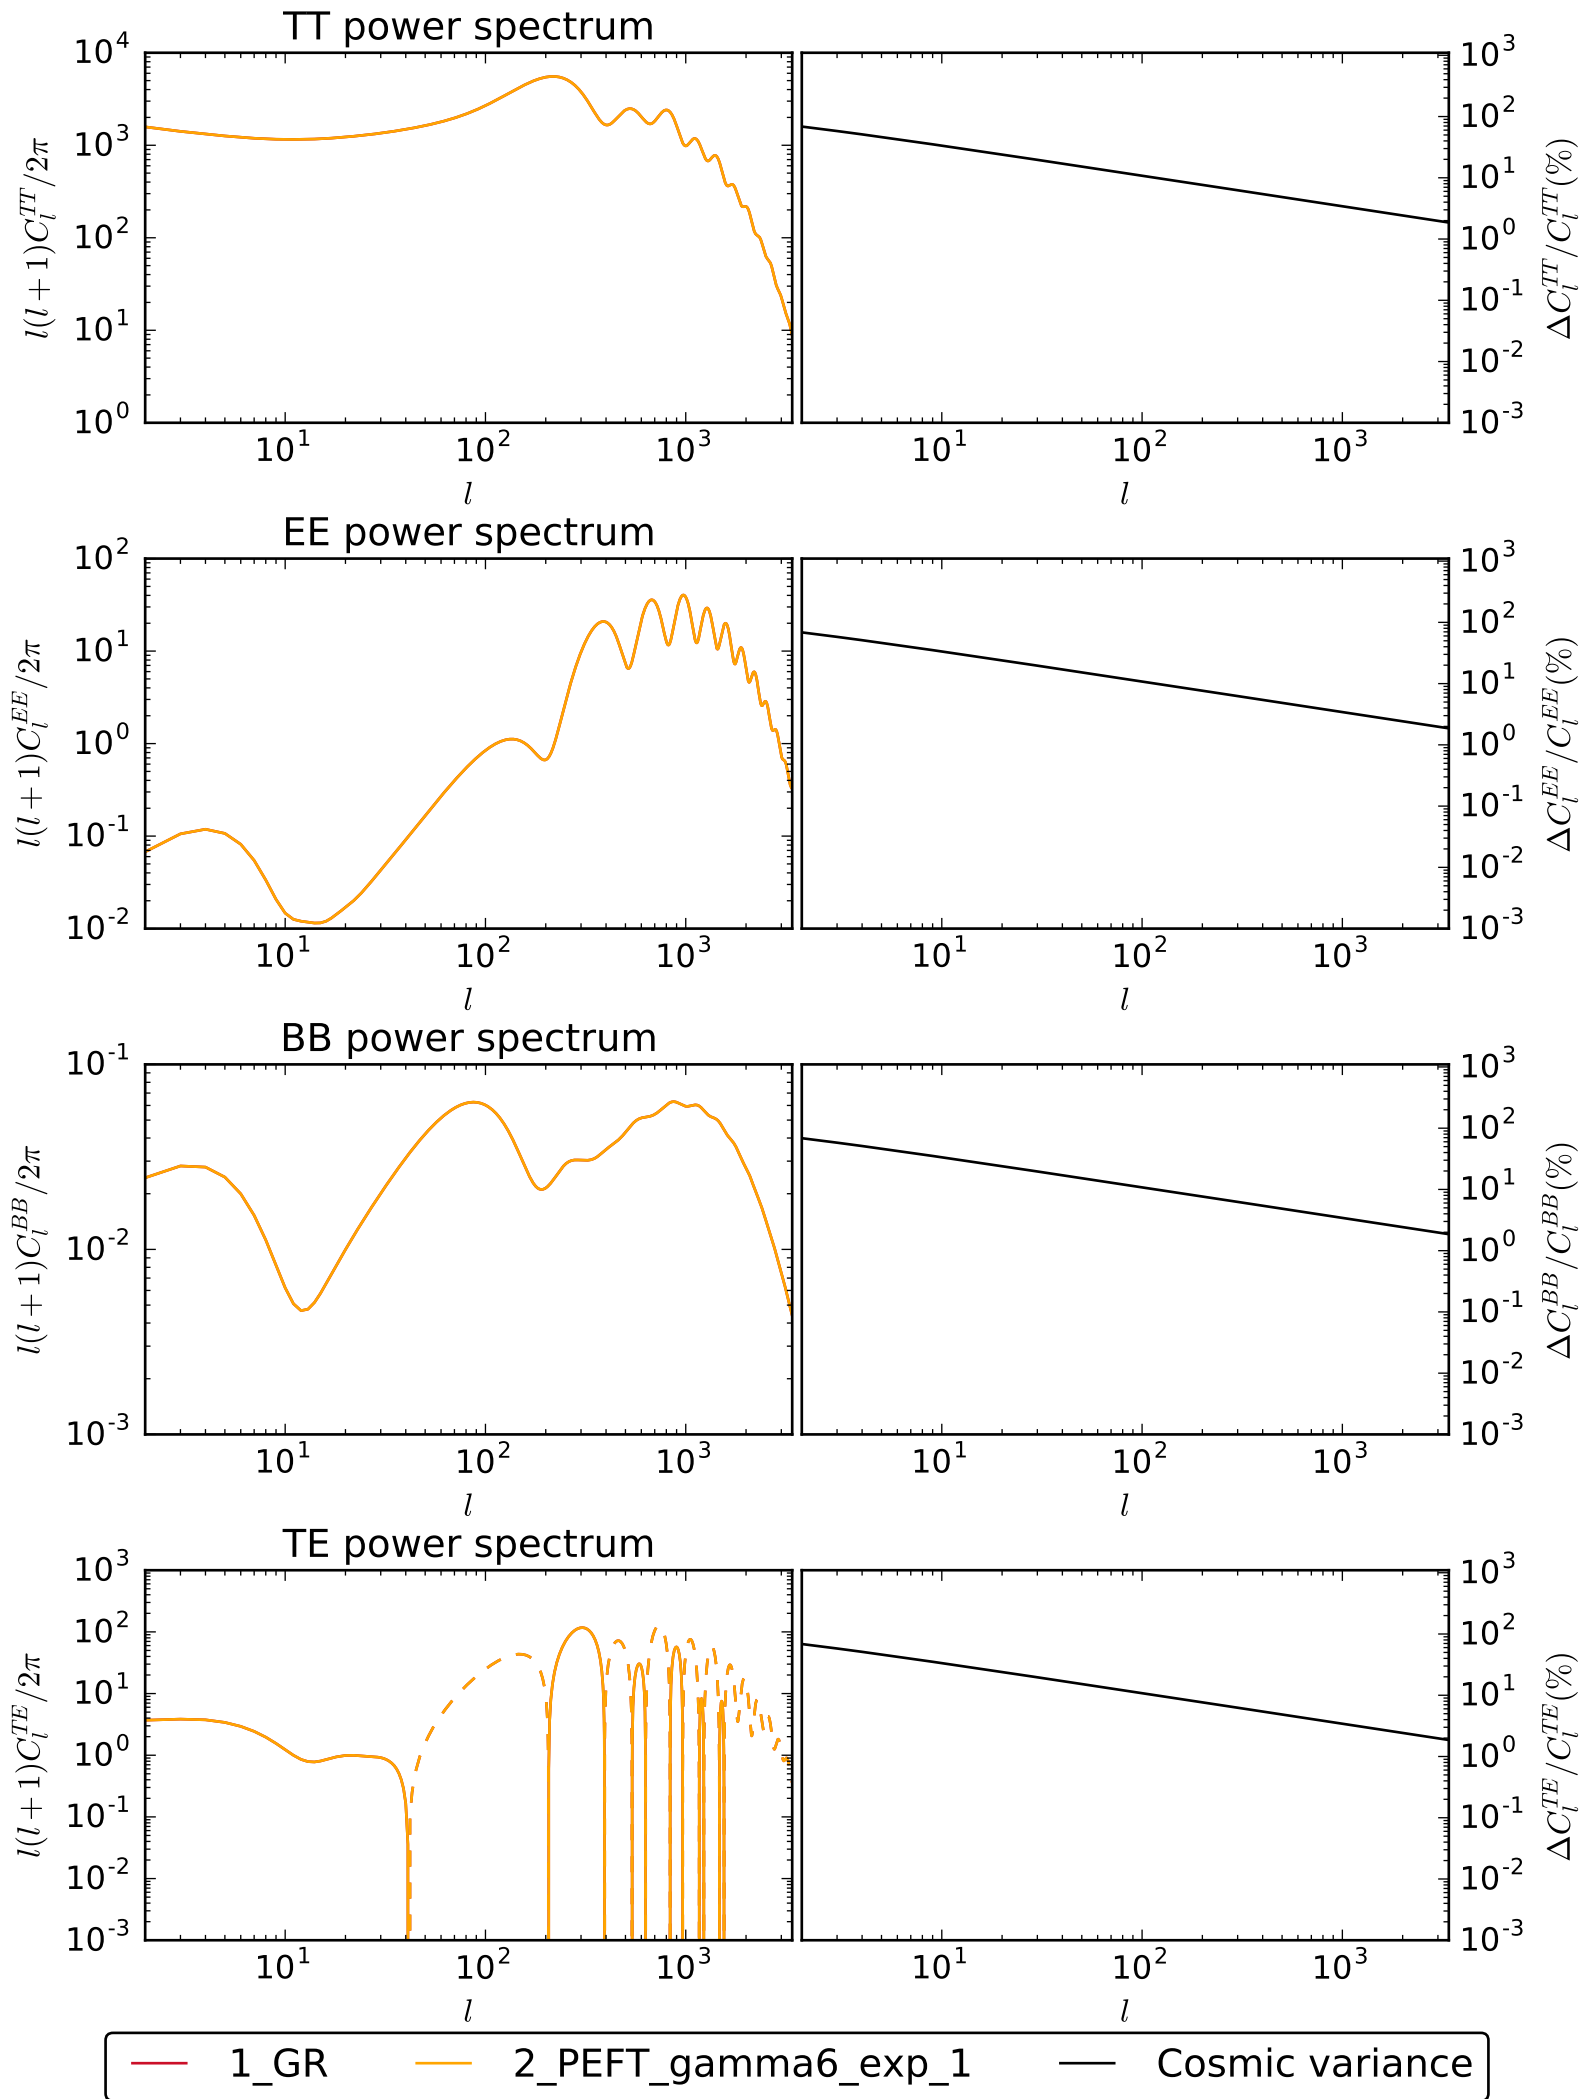 TT power spectrum
10^4
10^3
10^2
10^1
10^0
l(l+1)C_l^{TT}/2π
10^1 10^2 10^3
l
10^3
10^2
10^1
10^0
10^-1
10^-2
10^-3
ΔC_l^{TT}/C_l^{TT}(%)
10^1 10^2 10^3
l
EE power spectrum
10^2
10^1
10^0
10^-1
10^-2
l(l+1)C_l^{EE}/2π
10^1 10^2 10^3
l
10^3
10^2
10^1
10^0
10^-1
10^-2
10^-3
ΔC_l^{EE}/C_l^{EE}(%)
10^1 10^2 10^3
l
BB power spectrum
10^-1
10^-2
10^-3
l(l+1)C_l^{BB}/2π
10^1 10^2 10^3
l
10^3
10^2
10^1
10^0
10^-1
10^-2
10^-3
ΔC_l^{BB}/C_l^{BB}(%)
10^1 10^2 10^3
l
TE power spectrum
10^3
10^2
10^1
10^0
10^-1
10^-2
10^-3
l(l+1)C_l^{TE}/2π
10^1 10^2 10^3
l
10^3
10^2
10^1
10^0
10^-1
10^-2
10^-3
ΔC_l^{TE}/C_l^{TE}(%)
10^1 10^2 10^3
l
1_GR 2_PEFT_gamma6_exp_1 Cosmic variance